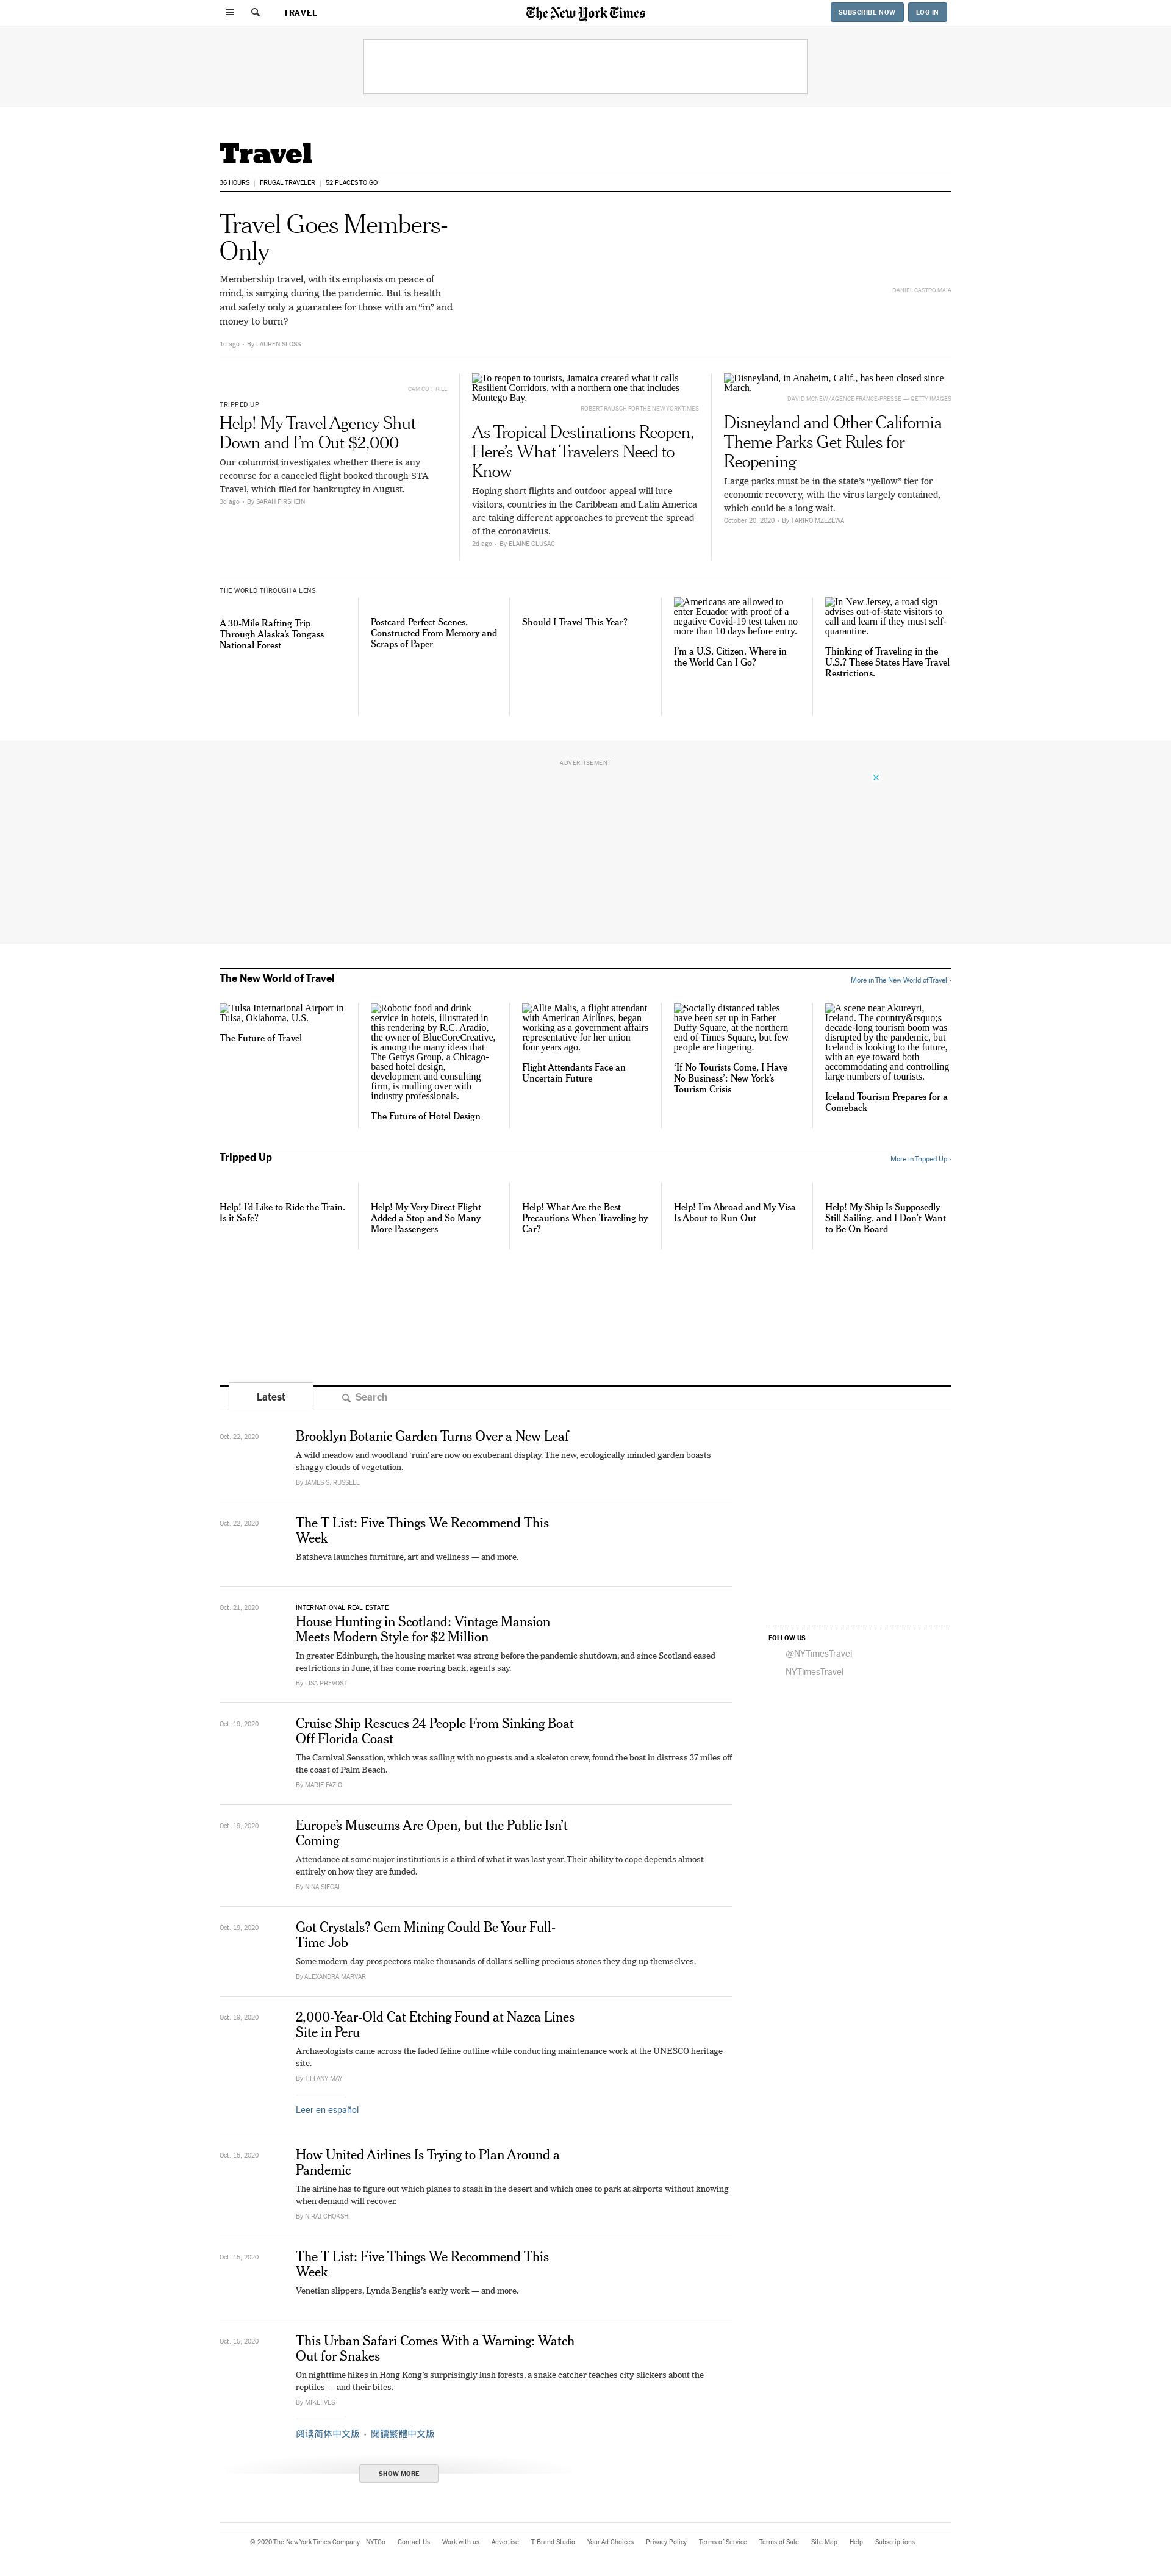 TRAVEL
The New York Times
SUBSCRIBE NOW
LOG IN
Travel
36 HOURS | FRUGAL TRAVELER | 52 PLACES TO GO
Travel Goes Members-
Only
Membership travel, with its emphasis on peace of
mind, is surging during the pandemic. But is health
and safety only a guarantee for those with an “in” and
money to burn?
1d ago • By LAUREN SLOSS
DANIEL CASTRO MAIA
CAM COTTRILL
TRIPPED UP
Help! My Travel Agency Shut
Down and I’m Out $2,000
Our columnist investigates whether there is any
recourse for a canceled flight booked through STA
Travel, which filed for bankruptcy in August.
3d ago • By SARAH FIRSHEIN
To reopen to tourists, Jamaica created what it calls
Resilient Corridors, with a northern one that includes
Montego Bay.
ROBERT RAUSCH FOR THE NEW YORK TIMES
As Tropical Destinations Reopen,
Here’s What Travelers Need to
Know
Hoping short flights and outdoor appeal will lure
visitors, countries in the Caribbean and Latin America
are taking different approaches to prevent the spread
of the coronavirus.
2d ago • By ELAINE GLUSAC
Disneyland, in Anaheim, Calif., has been closed since
March.
DAVID MCNEW/AGENCE FRANCE-PRESSE — GETTY IMAGES
Disneyland and Other California
Theme Parks Get Rules for
Reopening
Large parks must be in the state’s “yellow” tier for
economic recovery, with the virus largely contained,
which could be a long wait.
October 20, 2020 • By TARIRO MZEZEWA
THE WORLD THROUGH A LENS
A 30-Mile Rafting Trip
Through Alaska’s Tongass
National Forest
Postcard-Perfect Scenes,
Constructed From Memory and
Scraps of Paper
Should I Travel This Year?
Americans are allowed to
enter Ecuador with proof of a
negative Covid-19 test taken no
more than 10 days before entry.
I’m a U.S. Citizen. Where in
the World Can I Go?
In New Jersey, a road sign
advises out-of-state visitors to
call and learn if they must self-
quarantine.
Thinking of Traveling in the
U.S.? These States Have Travel
Restrictions.
ADVERTISEMENT
The New World of Travel
More in The New World of Travel ›
Tulsa International Airport in
Tulsa, Oklahoma, U.S.
The Future of Travel
Robotic food and drink
service in hotels, illustrated in
this rendering by R.C. Aradio,
the owner of BlueCoreCreative,
is among the many ideas that
The Gettys Group, a Chicago-
based hotel design,
development and consulting
firm, is mulling over with
industry professionals.
The Future of Hotel Design
Allie Malis, a flight attendant
with American Airlines, began
working as a government affairs
representative for her union
four years ago.
Flight Attendants Face an
Uncertain Future
Socially distanced tables
have been set up in Father
Duffy Square, at the northern
end of Times Square, but few
people are lingering.
‘If No Tourists Come, I Have
No Business’: New York’s
Tourism Crisis
A scene near Akureyri,
Iceland. The country&rsquo;s
decade-long tourism boom was
disrupted by the pandemic, but
Iceland is looking to the future,
with an eye toward both
accommodating and controlling
large numbers of tourists.
Iceland Tourism Prepares for a
Comeback
Tripped Up
More in Tripped Up ›
Help! I’d Like to Ride the Train.
Is it Safe?
Help! My Very Direct Flight
Added a Stop and So Many
More Passengers
Help! What Are the Best
Precautions When Traveling by
Car?
Help! I’m Abroad and My Visa
Is About to Run Out
Help! My Ship Is Supposedly
Still Sailing, and I Don’t Want
to Be On Board
Latest
Search
Oct. 22, 2020
Brooklyn Botanic Garden Turns Over a New Leaf
A wild meadow and woodland ‘ruin’ are now on exuberant display. The new, ecologically minded garden boasts
shaggy clouds of vegetation.
By JAMES S. RUSSELL
Oct. 22, 2020
The T List: Five Things We Recommend This
Week
Batsheva launches furniture, art and wellness — and more.
Oct. 21, 2020
INTERNATIONAL REAL ESTATE
House Hunting in Scotland: Vintage Mansion
Meets Modern Style for $2 Million
In greater Edinburgh, the housing market was strong before the pandemic shutdown, and since Scotland eased
restrictions in June, it has come roaring back, agents say.
By LISA PREVOST
FOLLOW US
@NYTimesTravel
NYTimesTravel
Oct. 19, 2020
Cruise Ship Rescues 24 People From Sinking Boat
Off Florida Coast
The Carnival Sensation, which was sailing with no guests and a skeleton crew, found the boat in distress 37 miles off
the coast of Palm Beach.
By MARIE FAZIO
Oct. 19, 2020
Europe’s Museums Are Open, but the Public Isn’t
Coming
Attendance at some major institutions is a third of what it was last year. Their ability to cope depends almost
entirely on how they are funded.
By NINA SIEGAL
Oct. 19, 2020
Got Crystals? Gem Mining Could Be Your Full-
Time Job
Some modern-day prospectors make thousands of dollars selling precious stones they dug up themselves.
By ALEXANDRA MARVAR
Oct. 19, 2020
2,000-Year-Old Cat Etching Found at Nazca Lines
Site in Peru
Archaeologists came across the faded feline outline while conducting maintenance work at the UNESCO heritage
site.
By TIFFANY MAY
Leer en español
Oct. 15, 2020
How United Airlines Is Trying to Plan Around a
Pandemic
The airline has to figure out which planes to stash in the desert and which ones to park at airports without knowing
when demand will recover.
By NIRAJ CHOKSHI
Oct. 15, 2020
The T List: Five Things We Recommend This
Week
Venetian slippers, Lynda Benglis’s early work — and more.
Oct. 15, 2020
This Urban Safari Comes With a Warning: Watch
Out for Snakes
On nighttime hikes in Hong Kong’s surprisingly lush forests, a snake catcher teaches city slickers about the
reptiles — and their bites.
By MIKE IVES
阅读简体中文版 • 閱讀繁體中文版
SHOW MORE
© 2020 The New York Times Company NYTCo Contact Us Work with us Advertise T Brand Studio Your Ad Choices Privacy Policy Terms of Service Terms of Sale Site Map Help Subscriptions